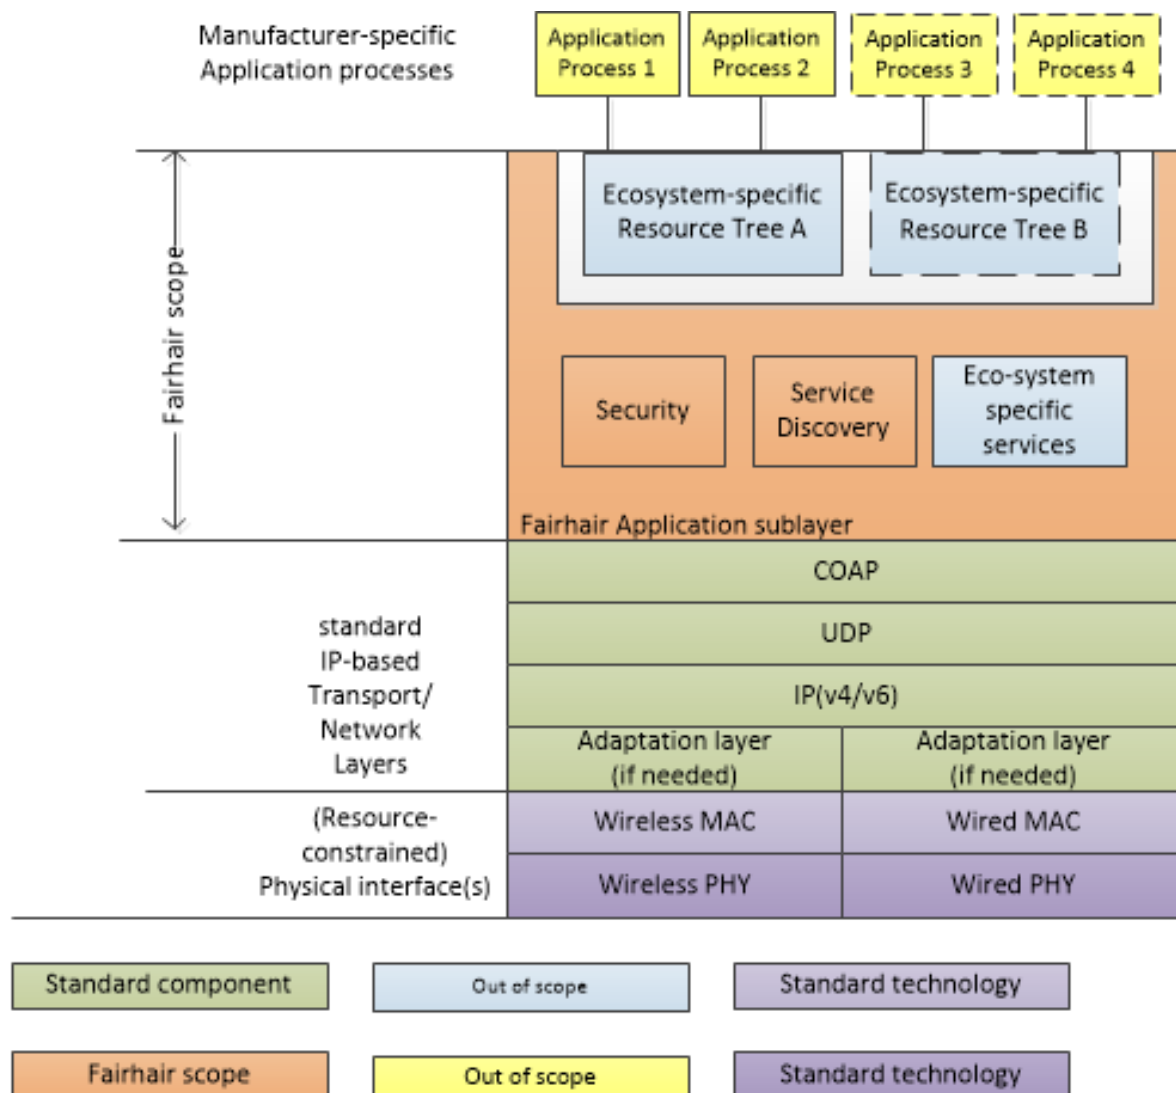 Manufacturer-specific
Application processes
Application
Process 1
Application
Process 2
Application
Process 3
Application
Process 4
Fairhair scope
Ecosystem-specific
Resource Tree A
Ecosystem-specific
Resource Tree B
Security
Service
Discovery
Eco-system
specific
services
Fairhair Application sublayer
standard
IP-based
Transport/
Network
Layers
COAP
UDP
IP(v4/v6)
Adaptation layer
(if needed)
Adaptation layer
(if needed)
(Resource-
constrained)
Physical interface(s)
Wireless MAC
Wired MAC
Wireless PHY
Wired PHY
Standard component
Out of scope
Standard technology
Fairhair scope
Out of scope
Standard technology